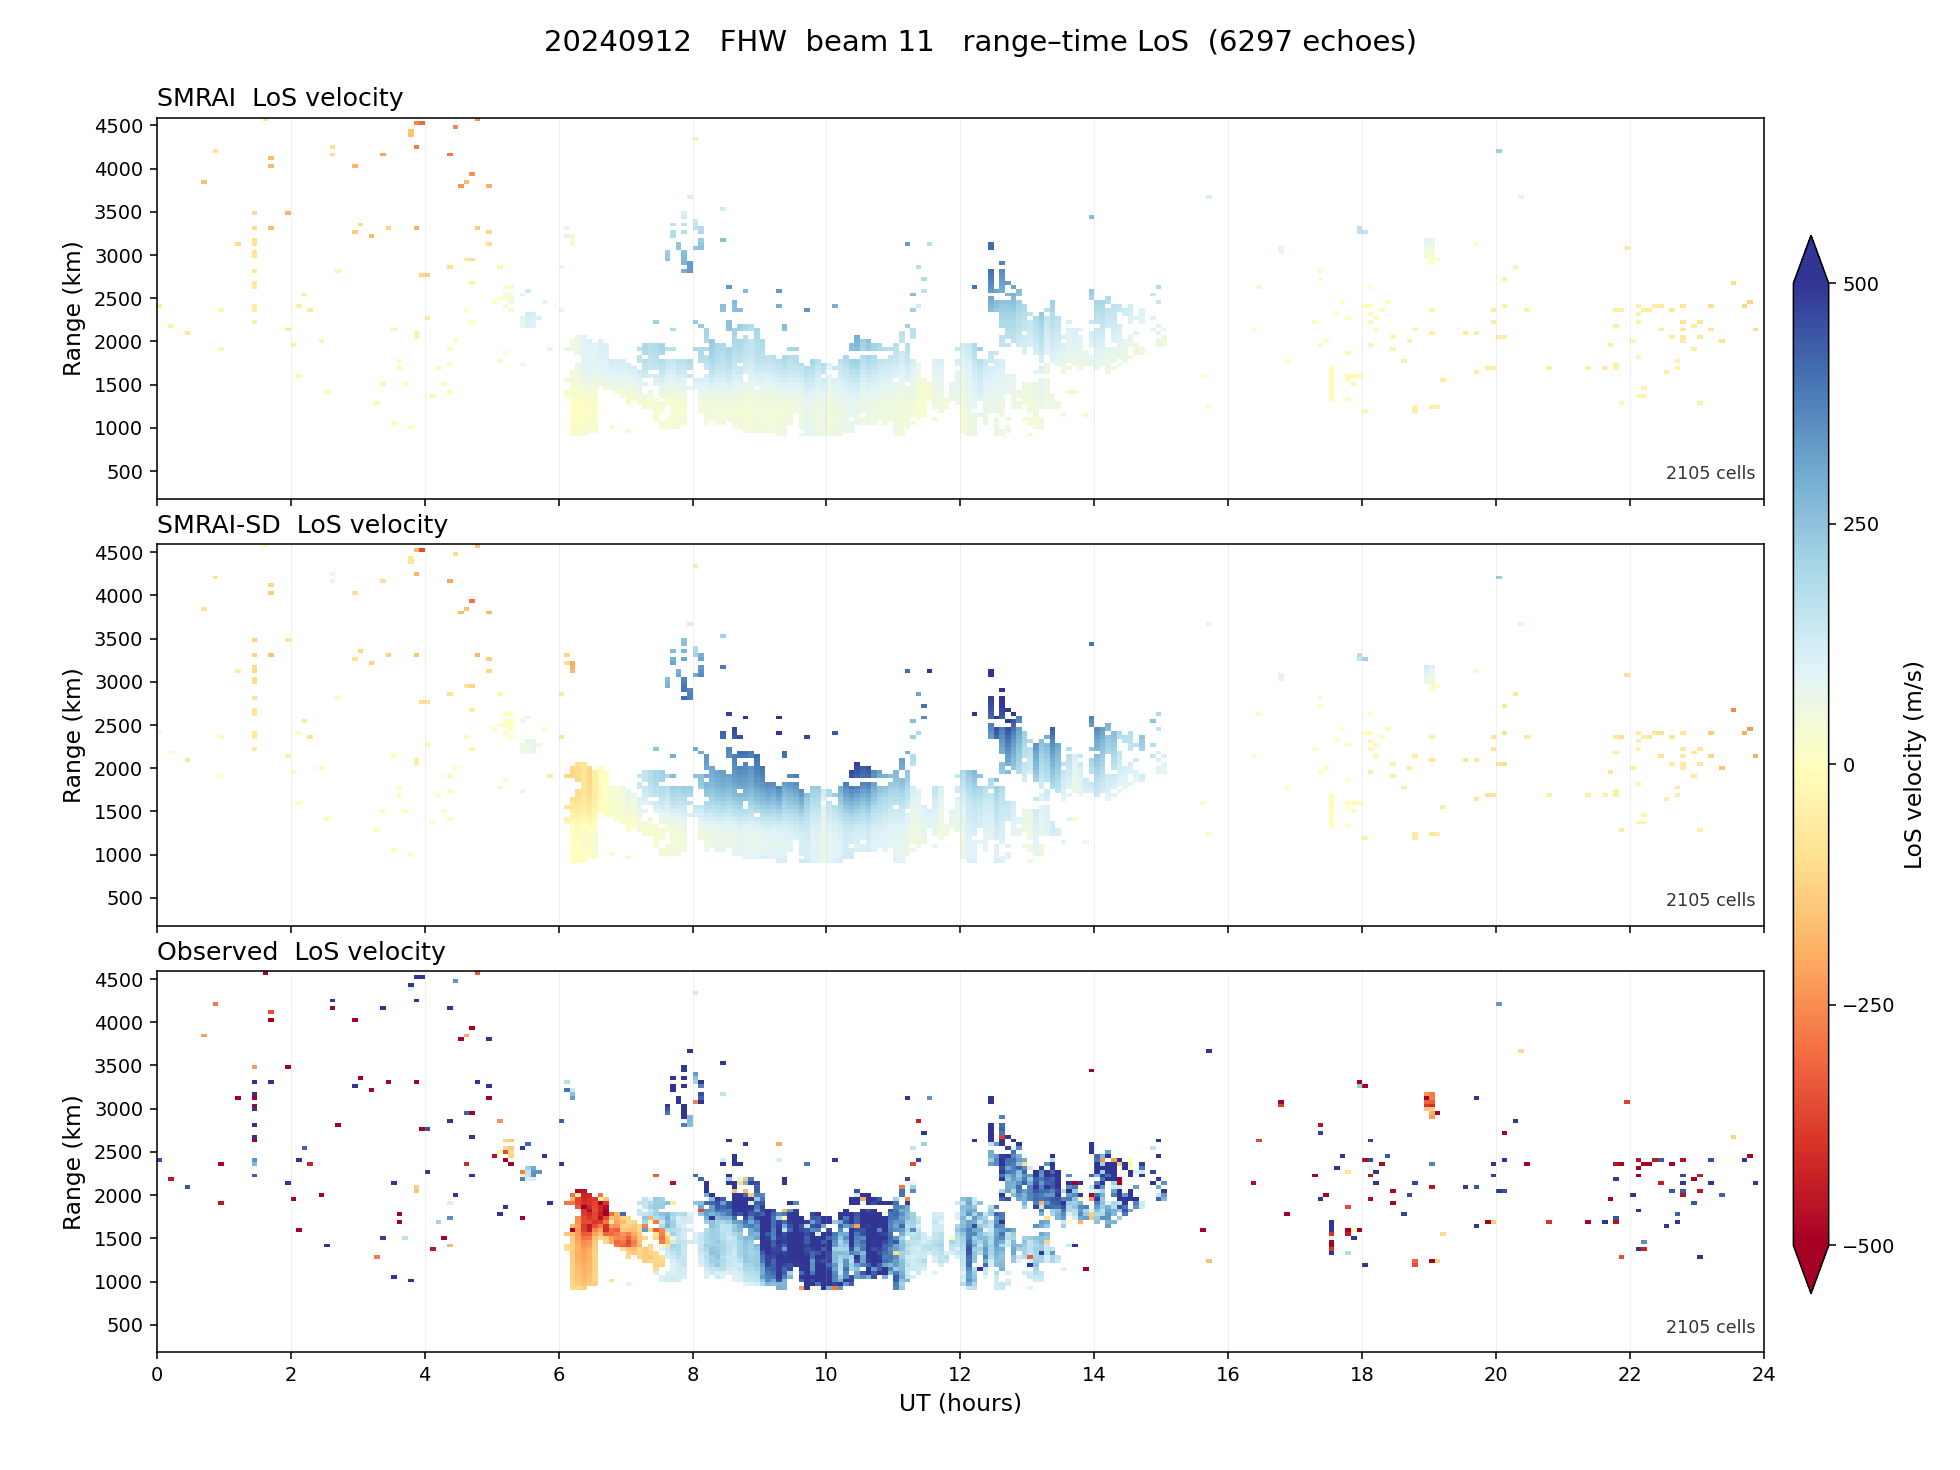 20240912 FHW beam 11 range–time LoS (6297 echoes)
SMRAI LoS velocity
4500
4000
3500
3000
2500
2000
1500
1000
500
Range (km)
2105 cells
SMRAI-SD LoS velocity
4500
4000
3500
3000
2500
2000
1500
1000
500
Range (km)
2105 cells
Observed LoS velocity
4500
4000
3500
3000
2500
2000
1500
1000
500
Range (km)
2105 cells
0 2 4 6 8 10 12 14 16 18 20 22 24
UT (hours)
500
250
0
−250
−500
LoS velocity (m/s)